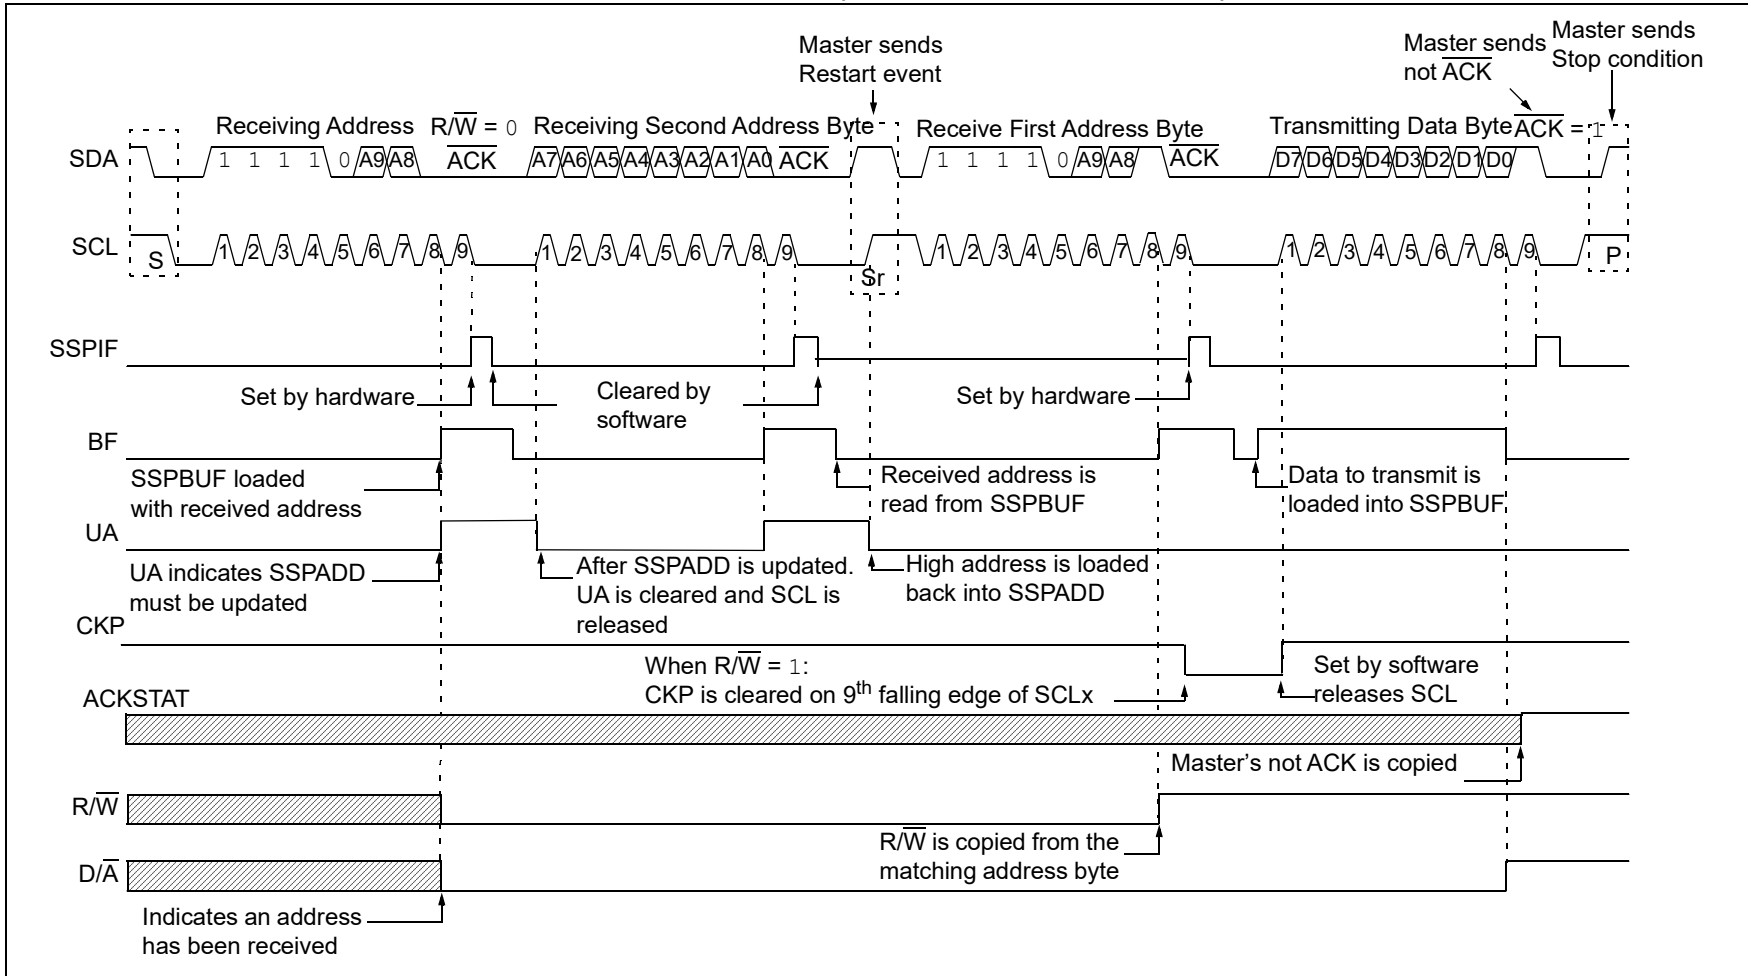 Master sends
Restart event
Master sends
not ACK
Master sends
Stop condition
Receiving Address R/W = 0 Receiving Second Address Byte Receive First Address Byte Transmitting Data Byte ACK = 1
SDA 1 1 1 1 0 A9 A8 ACK A7 A6 A5 A4 A3 A2 A1 A0 ACK 1 1 1 1 0 A9 A8 ACK D7 D6 D5 D4 D3 D2 D1 D0
SCL S 1 2 3 4 5 6 7 8 9 1 2 3 4 5 6 7 8 9 Sr 1 2 3 4 5 6 7 8 9 1 2 3 4 5 6 7 8 9 P
SSPIF
Set by hardware
Cleared by
software
Set by hardware
BF
SSPBUF loaded
with received address
Received address is
read from SSPBUF
Data to transmit is
loaded into SSPBUF
UA
UA indicates SSPADD
must be updated
After SSPADD is updated.
UA is cleared and SCL is
released
High address is loaded
back into SSPADD
CKP
When R/W = 1:
CKP is cleared on 9th falling edge of SCLx
Set by software
releases SCL
ACKSTAT
Master's not ACK is copied
R/W
R/W is copied from the
matching address byte
D/A
Indicates an address
has been received